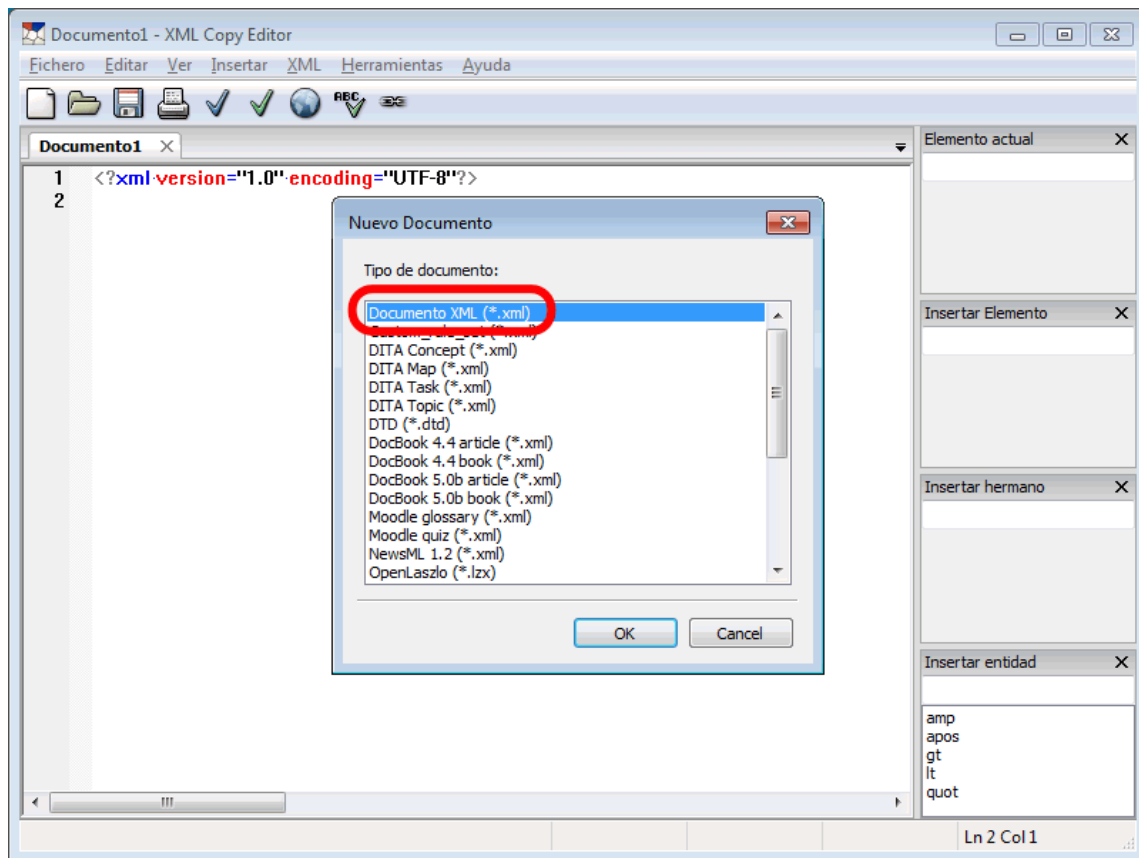 Documento1 - XML Copy Editor
Fichero Editar Ver Insertar XML Herramientas Ayuda
ABC
Documento1
1 <?xml version="1.0" encoding="UTF-8"?>
2
Nuevo Documento
Tipo de documento:
Documento XML (*.xml)
Custom_rule_set (*.xml)
DITA Concept (*.xml)
DITA Map (*.xml)
DITA Task (*.xml)
DITA Topic (*.xml)
DTD (*.dtd)
DocBook 4.4 article (*.xml)
DocBook 4.4 book (*.xml)
DocBook 5.0b article (*.xml)
DocBook 5.0b book (*.xml)
Moodle glossary (*.xml)
Moodle quiz (*.xml)
NewsML 1.2 (*.xml)
OpenLaszlo (*.lzx)
OK Cancel
Elemento actual
Insertar Elemento
Insertar hermano
Insertar entidad
amp
apos
gt
lt
quot
Ln 2 Col 1